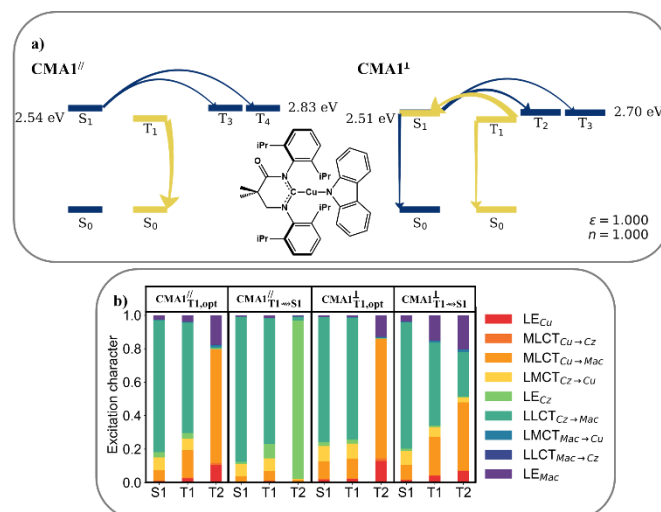 a)
CMA1//
CMA1⊥
2.54 eV
S1
T1
T3
T4
2.83 eV
2.51 eV
S1
T1
T2
T3
2.70 eV
S0
S0
S0
S0
O
iPr
iPr
N
C
Cu
N
N
iPr
iPr
ε = 1.000
n = 1.000
b)
CMA1//T1,opt
CMA1//T1⇝S1
CMA1⊥T1,opt
CMA1⊥T1⇝S1
Excitation character
1.0
0.8
0.6
0.4
0.2
0.0
S1 T1 T2 S1 T1 T2 S1 T1 T2 S1 T1 T2
LECu
MLCTCu→Cz
MLCTCu→Mac
LMCTCz→Cu
LECz
LLCTCz→Mac
LMCTMac→Cu
LLCTMac→Cz
LEMac